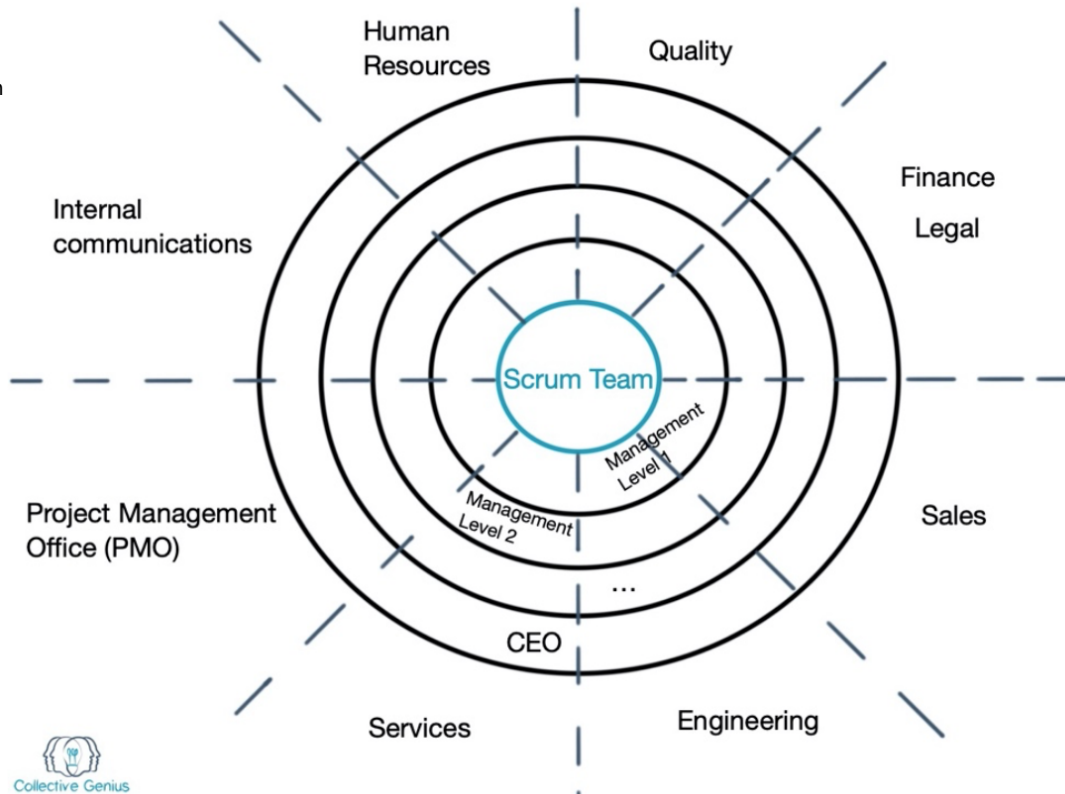 Human
Resources
Quality
n
Finance
Legal
Internal
communications
Scrum Team
Management
Level 1
Management
Level 2
Project Management
Office (PMO)
Sales
...
CEO
Services
Engineering
Collective Genius